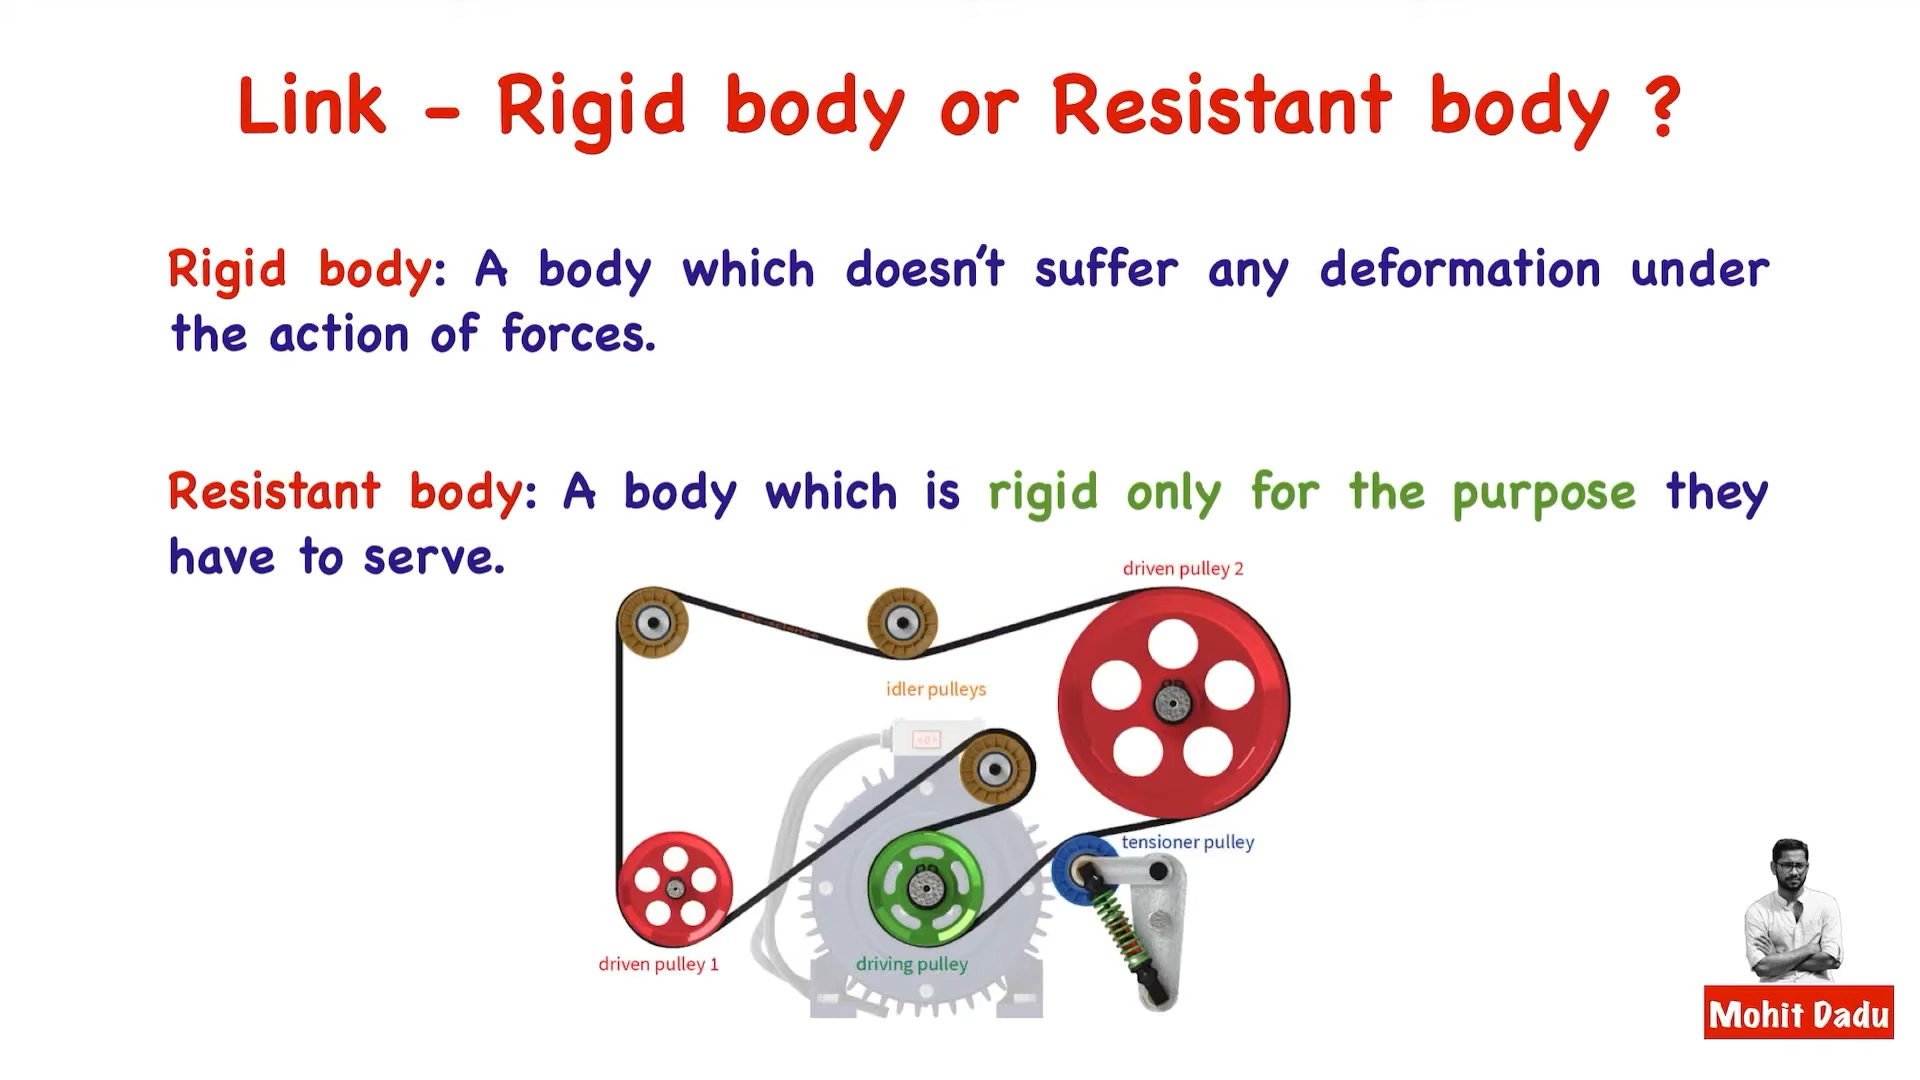 Link - Rigid body or Resistant body ?
Rigid body: A body which doesn't suffer any deformation under
the action of forces.
Resistant body: A body which is rigid only for the purpose they
have to serve.
driven pulley 2
idler pulleys
tensioner pulley
driven pulley 1
driving pulley
Mohit Dadu